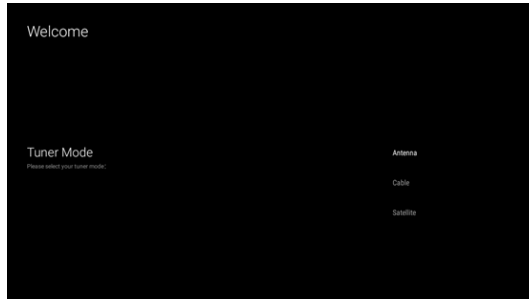 Welcome
Tuner Mode
Please select your tuner mode:
Antenna
Cable
Satellite